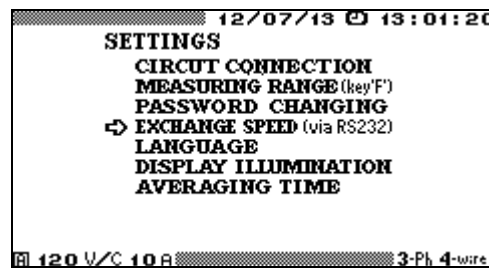 12/07/13 13:01:20
SETTINGS
CIRCUT CONNECTION
MEASURING RANGE (key'F')
PASSWORD CHANGING
EXCHANGE SPEED (via RS232)
LANGUAGE
DISPLAY ILLUMINATION
AVERAGING TIME
A 120 V/C 10 A 3-Ph 4-wire